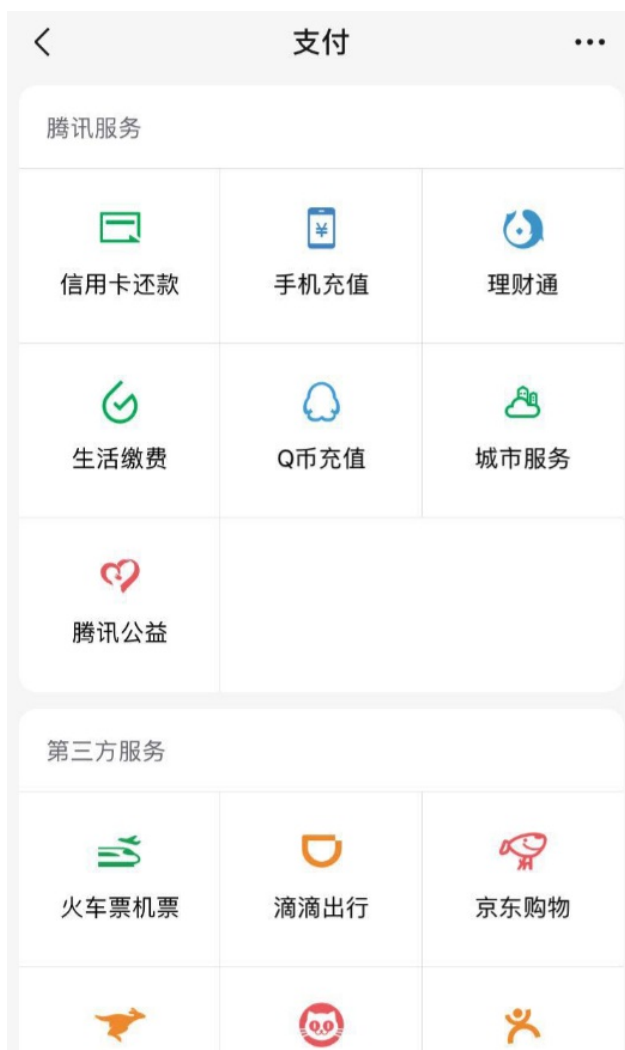 支付
腾讯服务
信用卡还款 手机充值 理财通
生活缴费 Q币充值 城市服务
腾讯公益
第三方服务
火车票机票 滴滴出行 京东购物